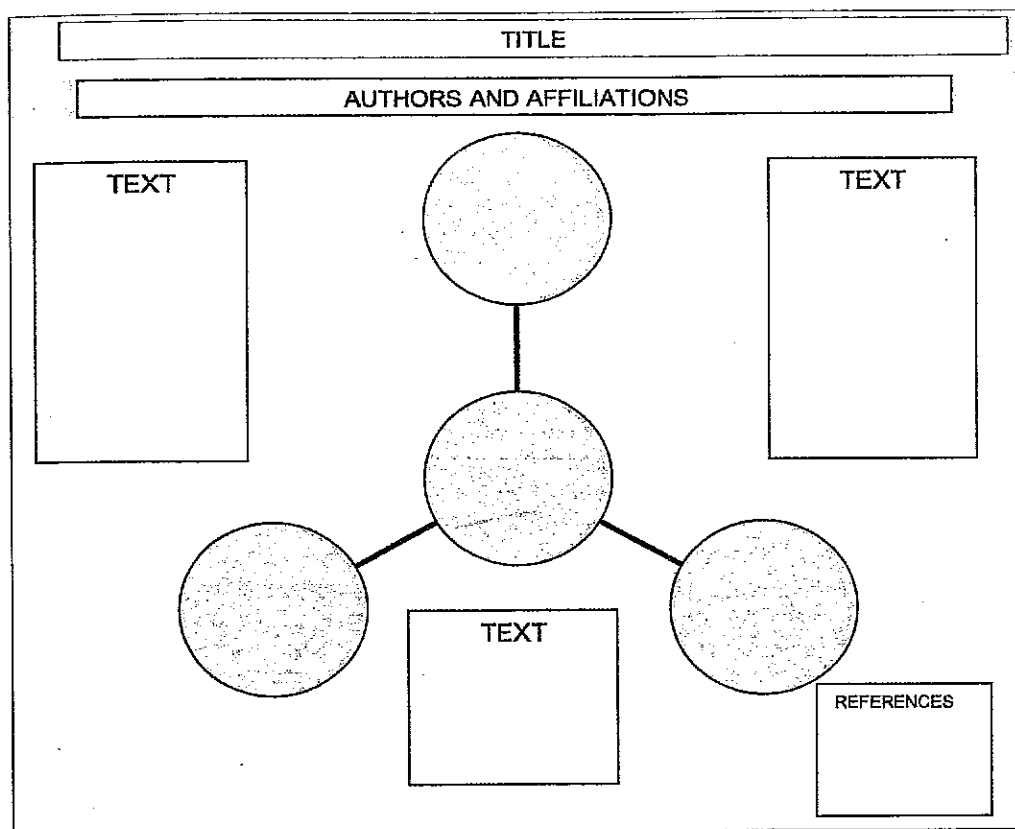 TITLE
AUTHORS AND AFFILIATIONS
TEXT
TEXT
TEXT
REFERENCES